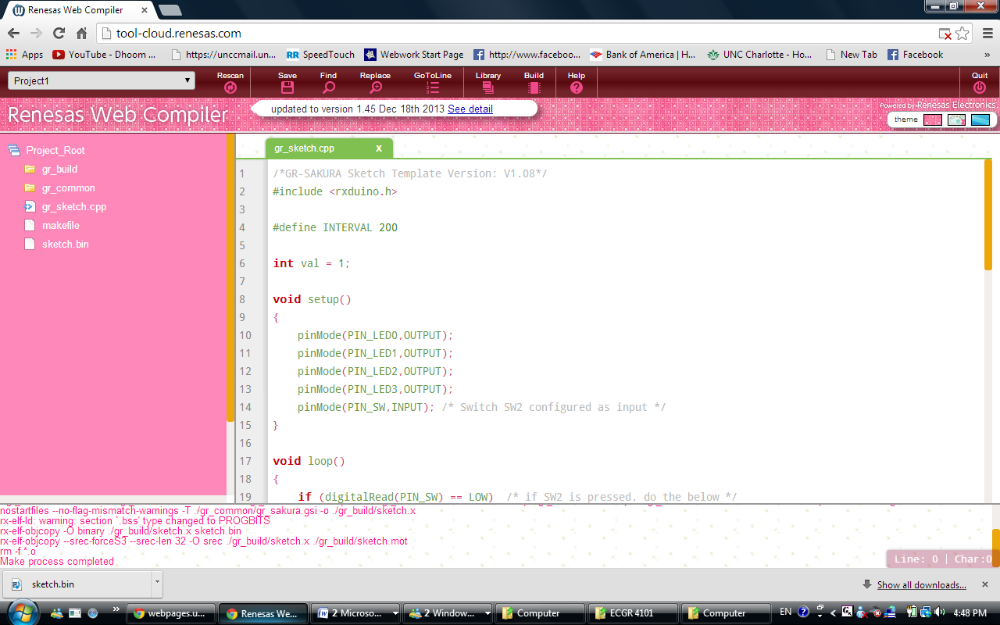 Renesas Web Compiler
tool-cloud.renesas.com
Apps YouTube - Dhoom ... https://unccmail.un... SpeedTouch Webwork Start Page http://www.faceboo... Bank of America | H... UNC Charlotte - Ho... New Tab Facebook »
Project1 Rescan Save Find Replace GoToLine Library Build Help Quit
Renesas Web Compiler
updated to version 1.45 Dec 18th 2013 See detail
Powered by Renesas Electronics
theme
Project_Root
gr_build
gr_common
gr_sketch.cpp
makefile
sketch.bin
gr_sketch.cpp x
1 /*GR-SAKURA Sketch Template Version: V1.08*/
2 #include <rxduino.h>
3
4 #define INTERVAL 200
5
6 int val = 1;
7
8 void setup()
9 {
10 pinMode(PIN_LED0,OUTPUT);
11 pinMode(PIN_LED1,OUTPUT);
12 pinMode(PIN_LED2,OUTPUT);
13 pinMode(PIN_LED3,OUTPUT);
14 pinMode(PIN_SW,INPUT); /* Switch SW2 configured as input */
15 }
16
17 void loop()
18 {
19 if (digitalRead(PIN_SW) == LOW) /* if SW2 is pressed, do the below */
nostartfiles --no-flag-mismatch-warnings -T ./gr_common/gr_sakura.gsi -o ./gr_build/sketch.x
rx-elf-ld: warning: section `.bss' type changed to PROGBITS
rx-elf-objcopy -O binary ./gr_build/sketch.x sketch.bin
rx-elf-objcopy --srec-forceS3 --srec-len 32 -O srec ./gr_build/sketch.x ./gr_build/sketch.mot
rm -f *.o
Make process completed
Line: 0 | Char:0
sketch.bin
Show all downloads...
webpages.u... Renesas We... 2 Microso... 2 Window... Computer ECGR 4101 Computer EN 4:48 PM